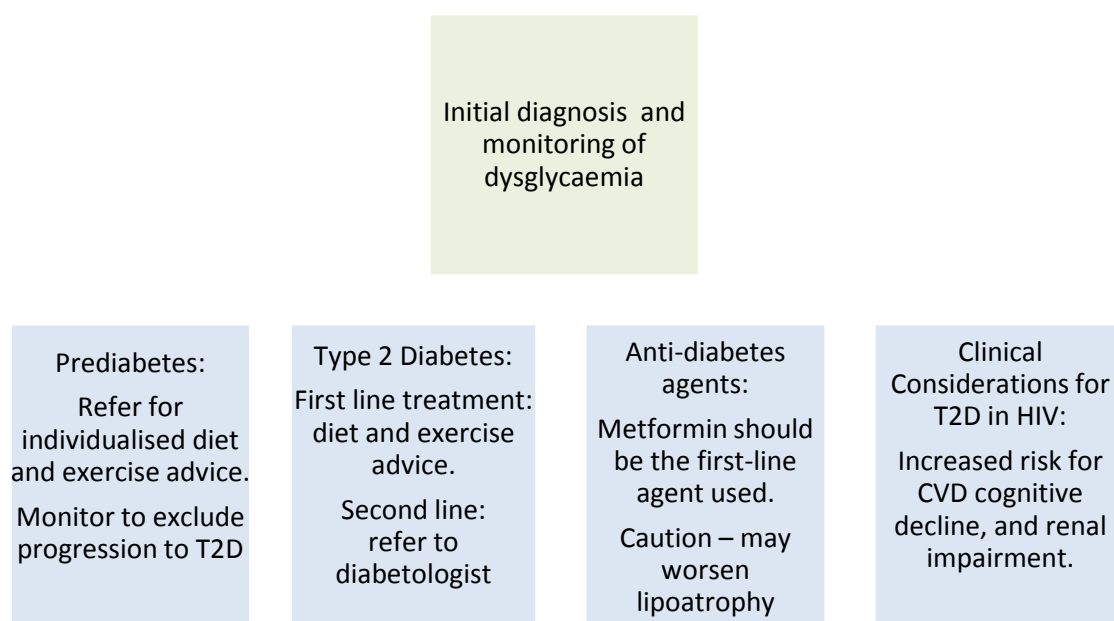 Initial diagnosis and
monitoring of
dysglycaemia
Prediabetes:
Refer for
individualised diet
and exercise advice.
Monitor to exclude
progression to T2D
Type 2 Diabetes:
First line treatment:
diet and exercise
advice.
Second line:
refer to
diabetologist
Anti-diabetes
agents:
Metformin should
be the first-line
agent used.
Caution – may
worsen
lipoatrophy
Clinical
Considerations for
T2D in HIV:
Increased risk for
CVD cognitive
decline, and renal
impairment.